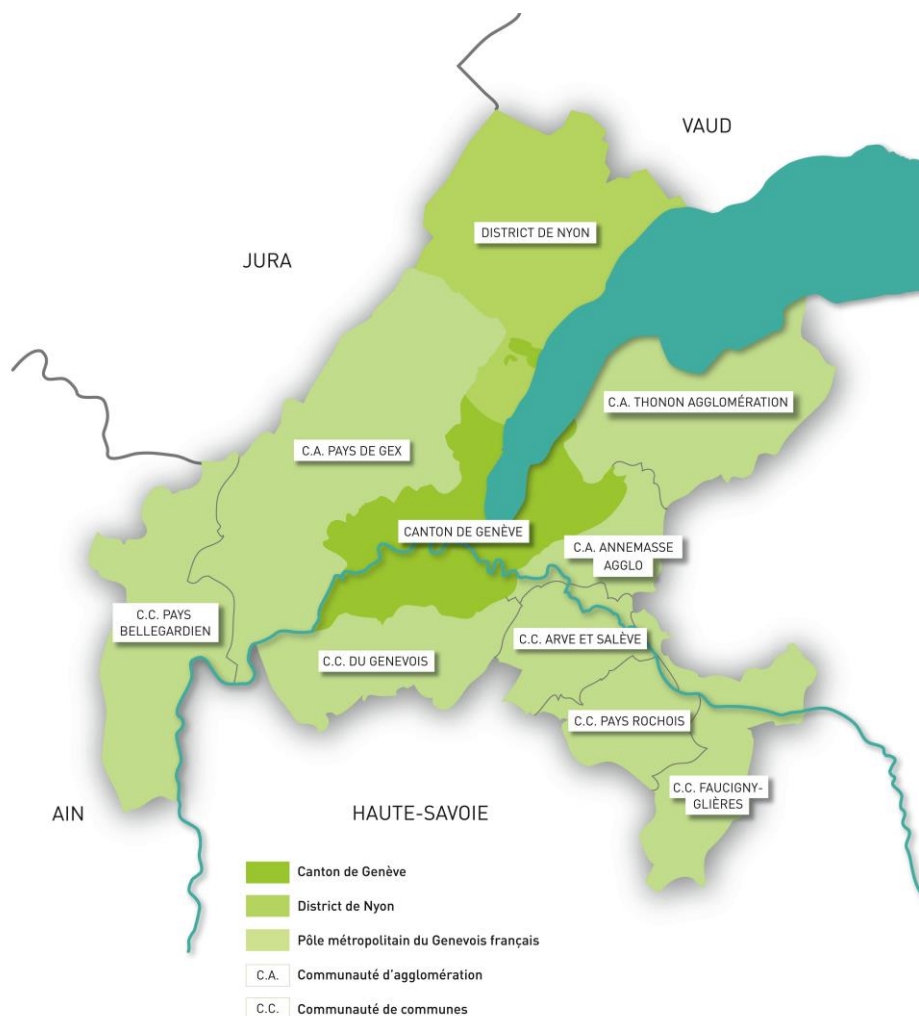 VAUD
DISTRICT DE NYON
JURA
C.A. THONON AGGLOMÉRATION
C.A. PAYS DE GEX
CANTON DE GENÈVE
C.A. ANNEMASSE
AGGLO
C.C. PAYS
BELLEGARDIEN
C.C. ARVE ET SALÈVE
C.C. DU GENEVOIS
C.C. PAYS ROCHOIS
C.C. FAUCIGNY-
GLIÈRES
AIN
HAUTE-SAVOIE
Canton de Genève
District de Nyon
Pôle métropolitain du Genevois français
C.A. Communauté d'agglomération
C.C. Communauté de communes